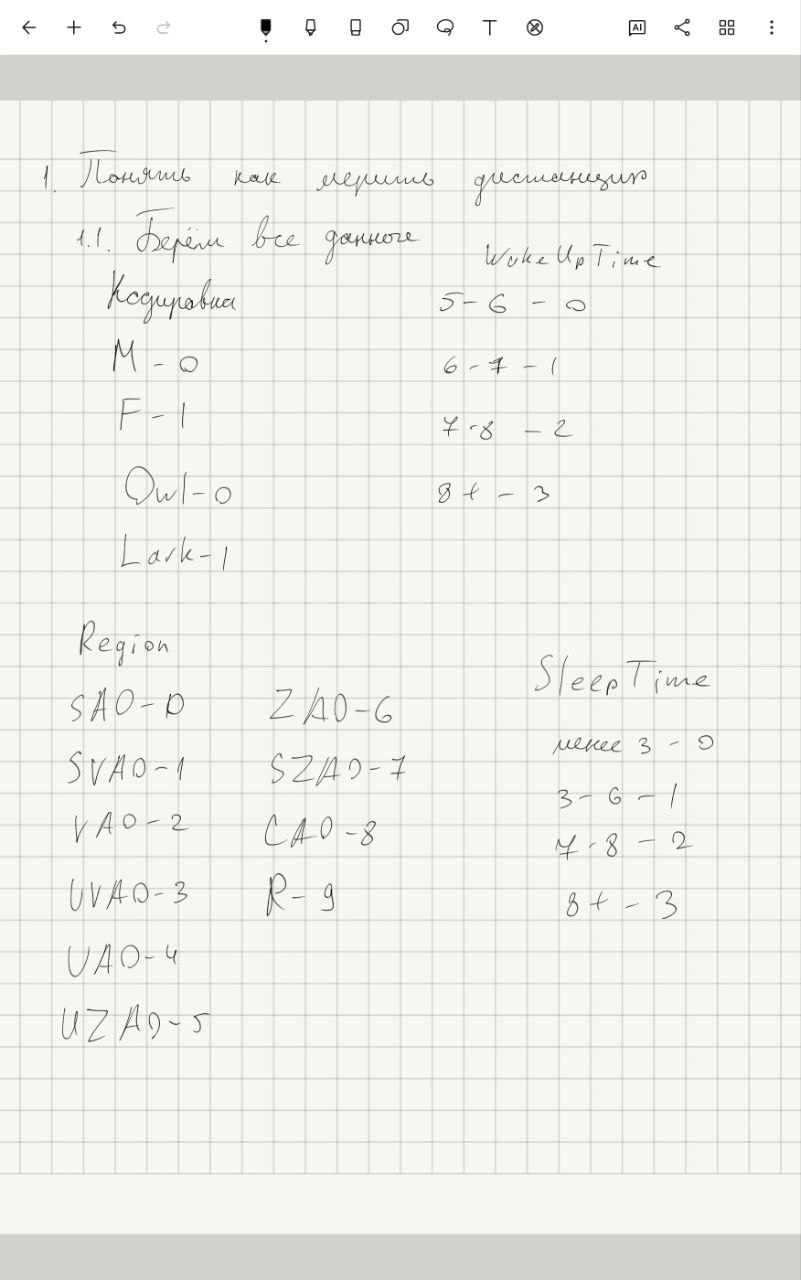 AI
1. Понять как мерить дистанцию
1.1. Берём все данные
WakeUpTime
Кодировка
5-6 - 0
M - 0
6-7 - 1
F - 1
7-8 - 2
Owl - 0
8+ - 3
Lark - 1
Region
SleepTime
SAO - 0
ZAO - 6
менее 3 - 0
SVAO - 1
SZAO - 7
3-6 - 1
VAO - 2
CAO - 8
7-8 - 2
UVAO - 3
R - 9
8+ - 3
UAO - 4
UZAO - 5